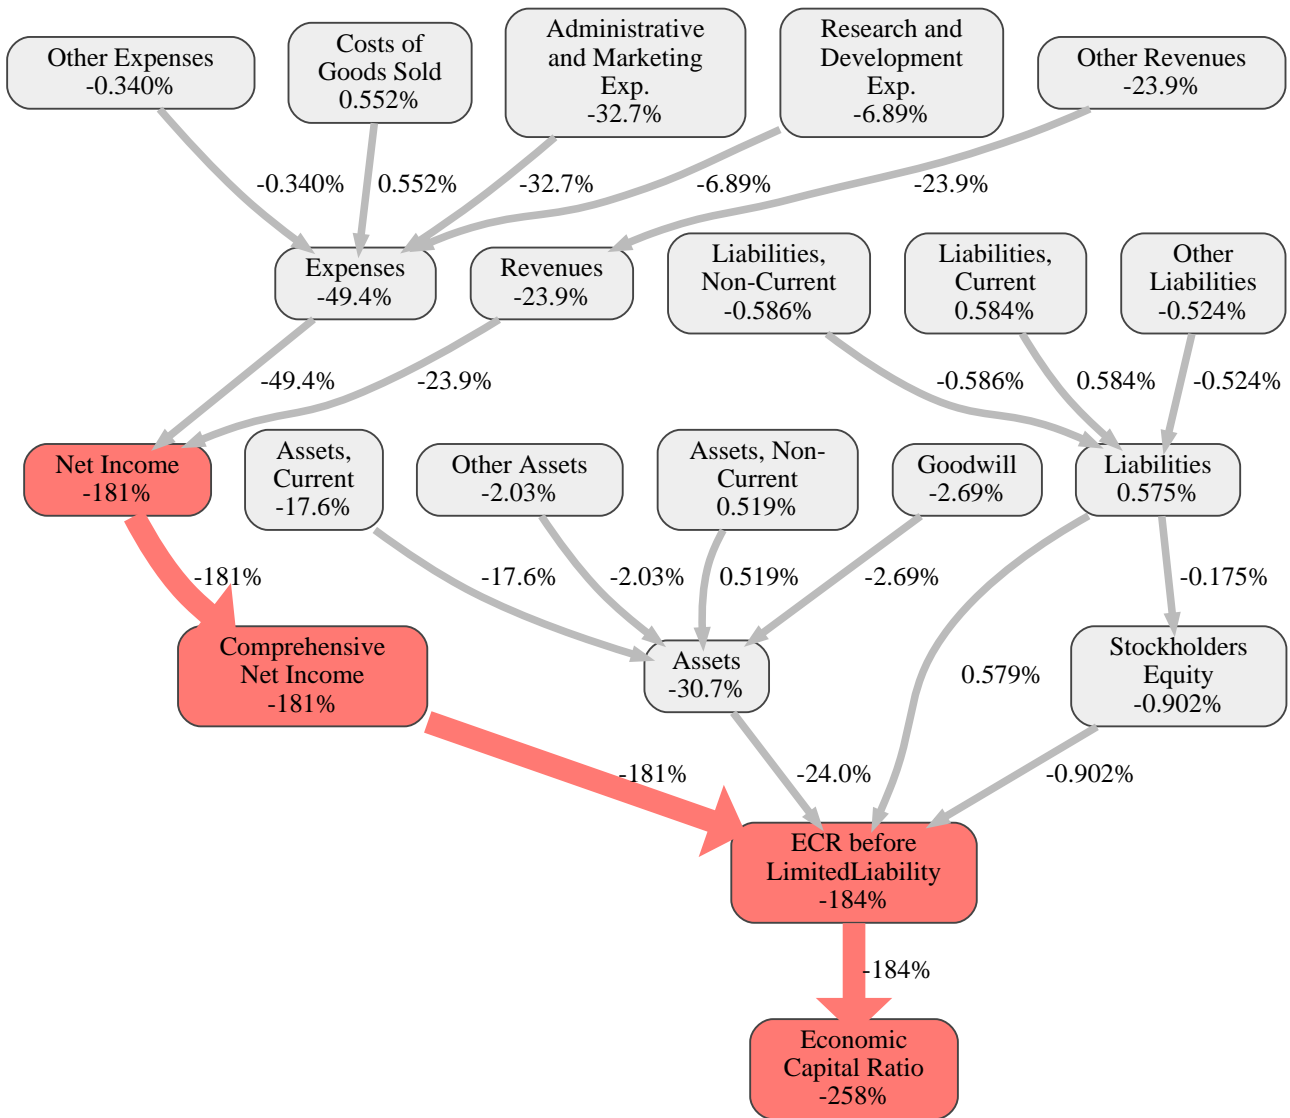 Other Expenses
-0.340%
Costs of
Goods Sold
0.552%
Administrative
and Marketing
Exp.
-32.7%
Research and
Development
Exp.
-6.89%
Other Revenues
-23.9%
-0.340%
0.552%
-32.7%
-6.89%
-23.9%
Expenses
-49.4%
Revenues
-23.9%
Liabilities,
Non-Current
-0.586%
Liabilities,
Current
0.584%
Other
Liabilities
-0.524%
-49.4%
-23.9%
-0.586%
0.584%
-0.524%
Net Income
-181%
Assets,
Current
-17.6%
Other Assets
-2.03%
Assets, Non-
Current
0.519%
Goodwill
-2.69%
Liabilities
0.575%
-181%
-17.6%
-2.03%
0.519%
-2.69%
-0.175%
Comprehensive
Net Income
-181%
Assets
-30.7%
0.579%
Stockholders
Equity
-0.902%
-181%
-24.0%
-0.902%
ECR before
LimitedLiability
-184%
-184%
Economic
Capital Ratio
-258%